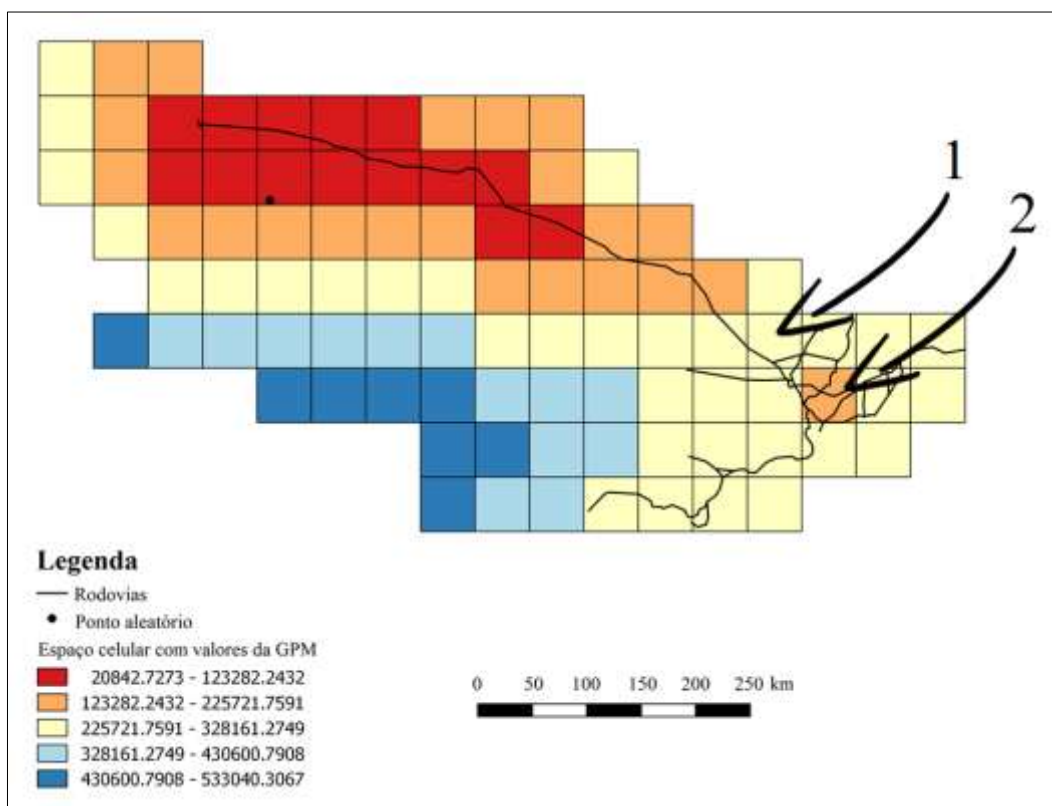 1
2
Legenda
Rodovias
Ponto aleatório
Espaço celular com valores da GPM
20842.7273 - 123282.2432
123282.2432 - 225721.7591
225721.7591 - 328161.2749
328161.2749 - 430600.7908
430600.7908 - 533040.3067
0 50 100 150 200 250 km